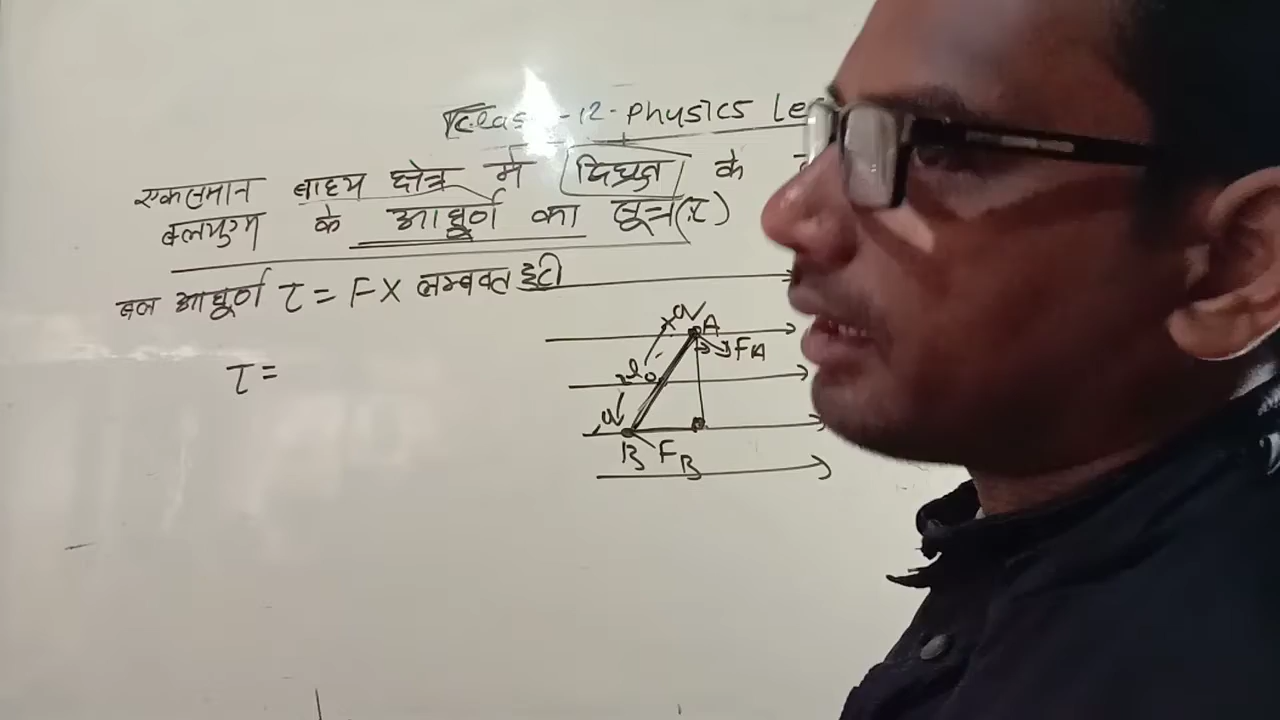 Class-12-Physics Le
एकसमान बाह्य क्षेत्र में द्विध्रुव के
बलयुग्म के आघूर्ण का सूत्र(τ)
बल आघूर्ण τ = F× लम्बवत दूरी
τ =
A
FA
B FB